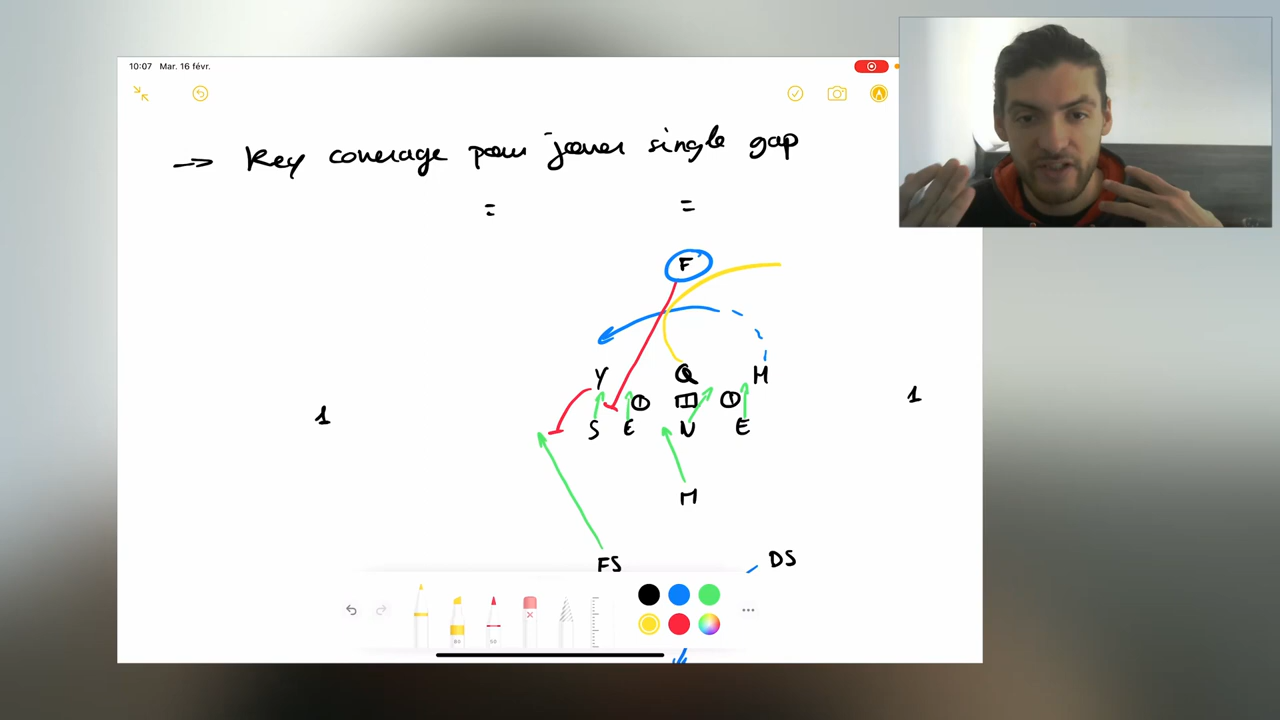 10:07 Mar. 16 févr.
→ Key coverage pour jouer single gap
= =
F
Y Q H
1 1
S E N E
M
FS DS